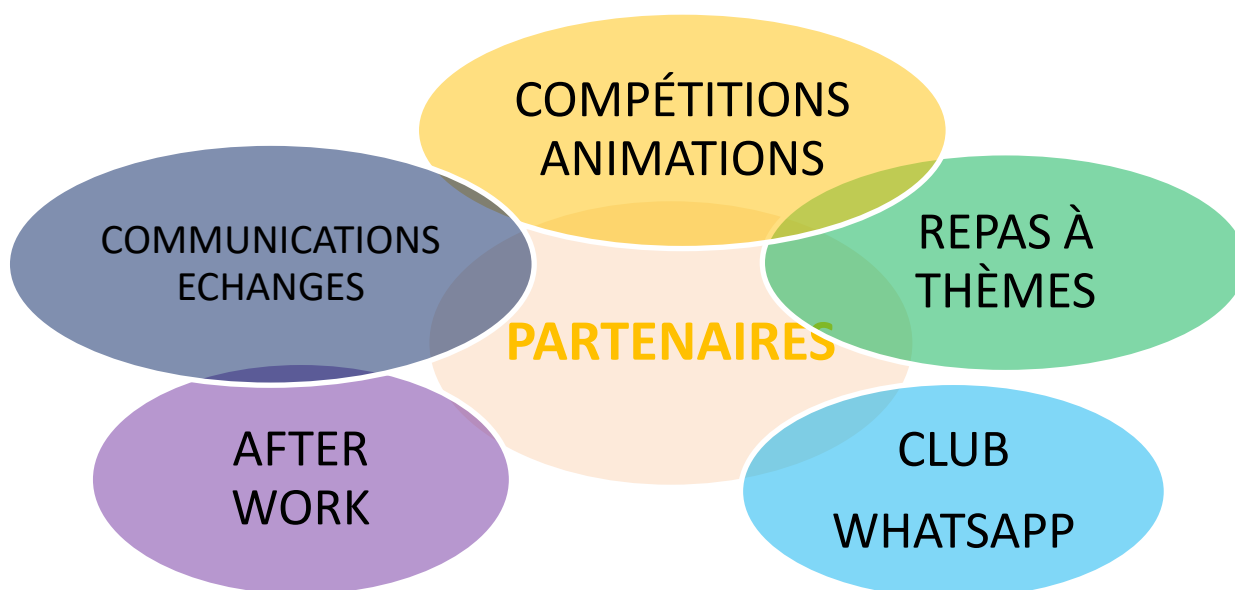 COMPÉTITIONS
ANIMATIONS
COMMUNICATIONS
ECHANGES
REPAS À
THÈMES
PARTENAIRES
AFTER
WORK
CLUB
WHATSAPP